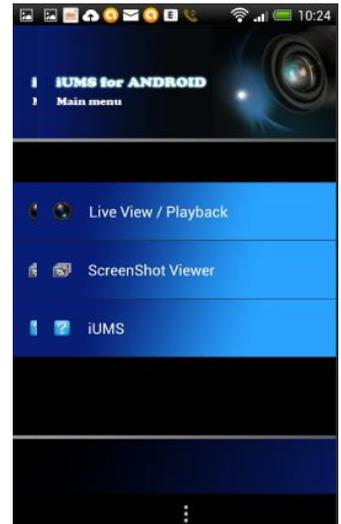 10:24
iUMS for ANDROID
Main menu
Live View / Playback
ScreenShot Viewer
iUMS